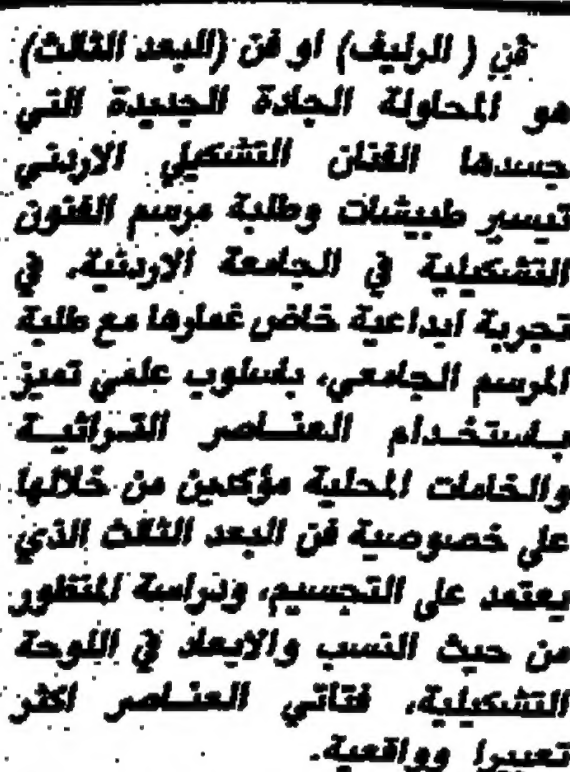 فن ( الرليف) او فن (البعد الثالث)
هو المحاولة الجادة الجديدة التي
جسدها الفنان التشكيلي الاردني
تيسير طبيشات وطلبة مرسم الفنون
التشكيلية في الجامعة الاردنية، في
تجربة ابداعية خاض غمارها مع طلبة
المرسم الجامعي، باسلوب علمي تميز
باستخدام العناصر التراثية
والخامات المحلية مؤكدين من خلالها
على خصوصية فن البعد الثالث الذي
يعتمد على التجسيم، ودراسة المنظور
من حيث النسب والابعاد في اللوحة
التشكيلية، فتاتي العناصر اكثر
تعبيرا وواقعية.